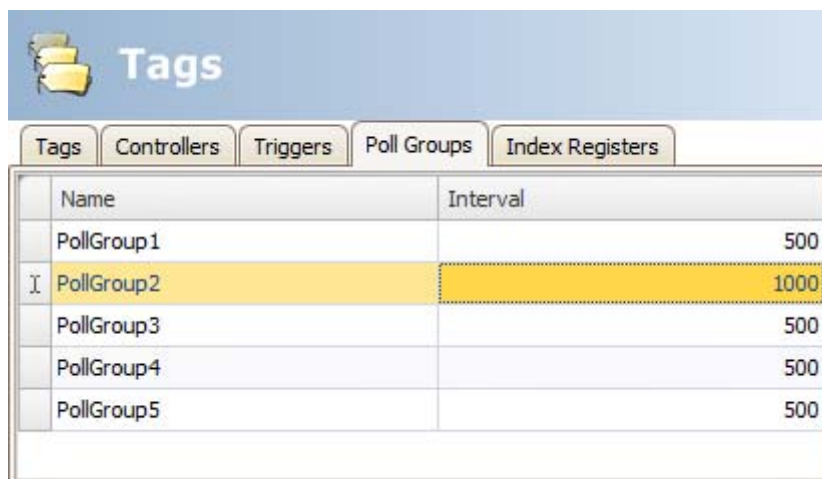 Tags
Tags Controllers Triggers Poll Groups Index Registers
Name Interval
PollGroup1 500
PollGroup2 1000
PollGroup3 500
PollGroup4 500
PollGroup5 500